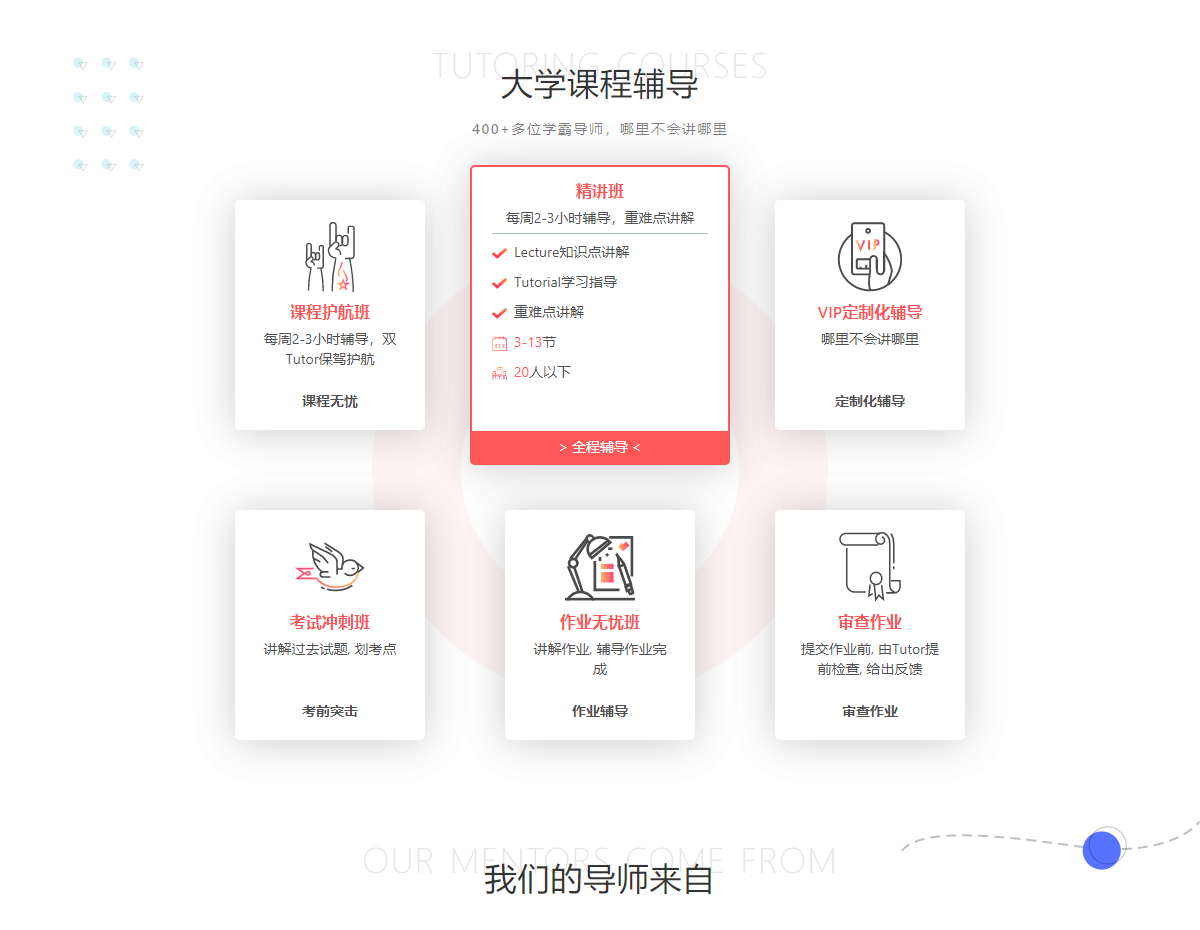 TUTORING COURSES
大学课程辅导
400+多位学霸导师，哪里不会讲哪里
课程护航班
每周2-3小时辅导，双
Tutor保驾护航
课程无忧
精讲班
每周2-3小时辅导，重难点讲解
Lecture知识点讲解
Tutorial学习指导
重难点讲解
3-13节
20人以下
> 全程辅导 <
VIP
VIP定制化辅导
哪里不会讲哪里
定制化辅导
考试冲刺班
讲解过去试题, 划考点
考前突击
作业无忧班
讲解作业, 辅导作业完
成
作业辅导
审查作业
提交作业前, 由Tutor提
前检查, 给出反馈
审查作业
OUR MENTORS COME FROM
我们的导师来自